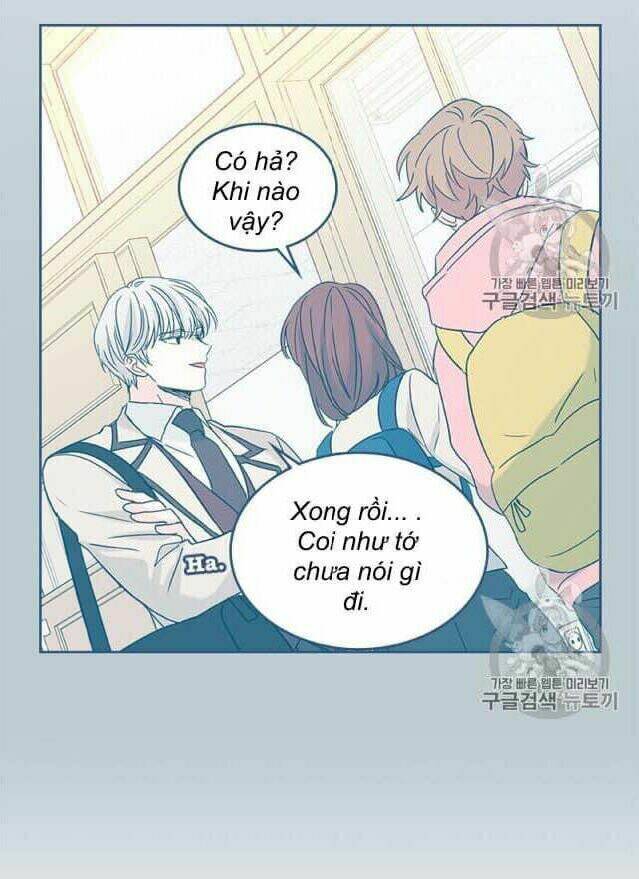 Có hả?
Khi nào
vậy?
가장 빠른 웹툰 미리보기
구글검색 뉴토끼
Xong rồi... .
Coi như tớ
chưa nói gì
đi.
Ha.
가장 빠른 웹툰 미리보기
구글검색 뉴토끼